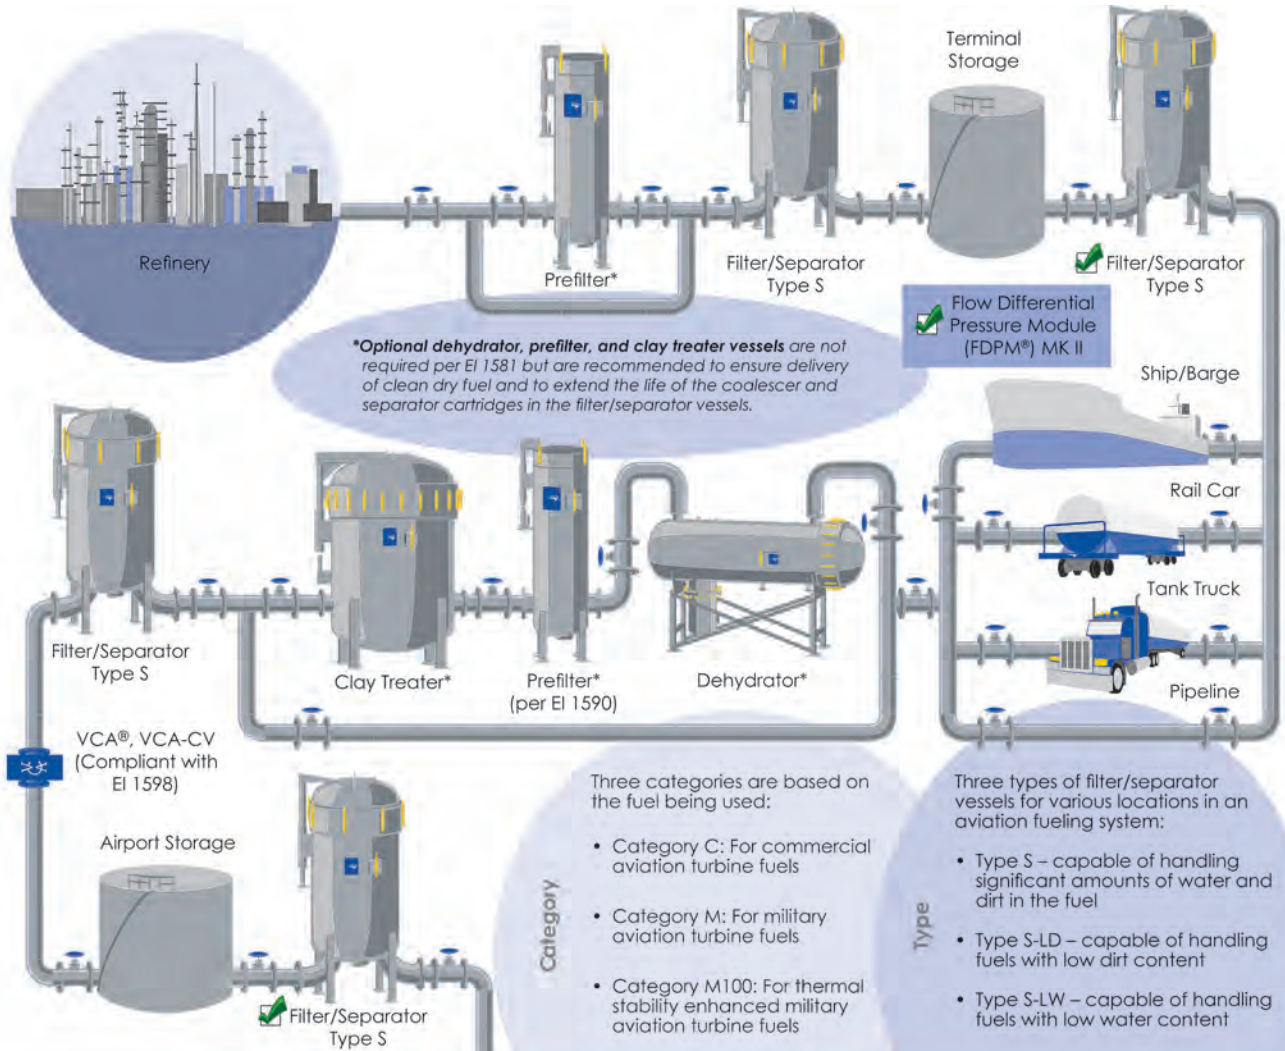 Refinery
Prefilter*
Filter/Separator
Type S
Terminal
Storage
Filter/Separator
Type S
Flow Differential
Pressure Module
(FDPM®) MK II
*Optional dehydrator, prefilter, and clay treater vessels are not
required per EI 1581 but are recommended to ensure delivery
of clean dry fuel and to extend the life of the coalescer and
separator cartridges in the filter/separator vessels.
Ship/Barge
Rail Car
Tank Truck
Pipeline
Filter/Separator
Type S
Clay Treater*
Prefilter*
(per EI 1590)
Dehydrator*
VCA®, VCA-CV
(Compliant with
EI 1598)
Airport Storage
Filter/Separator
Type S
Category
Three categories are based on
the fuel being used:
• Category C: For commercial
aviation turbine fuels
• Category M: For military
aviation turbine fuels
• Category M100: For thermal
stability enhanced military
aviation turbine fuels
Type
Three types of filter/separator
vessels for various locations in an
aviation fueling system:
• Type S – capable of handling
significant amounts of water and
dirt in the fuel
• Type S-LD – capable of handling
fuels with low dirt content
• Type S-LW – capable of handling
fuels with low water content